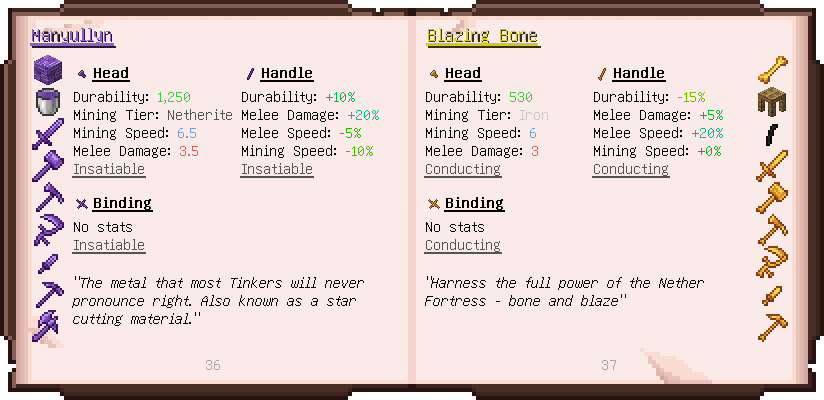 Manyullyn
Head
Durability: 1,250
Mining Tier: Netherite
Mining Speed: 6.5
Melee Damage: 3.5
Insatiable
Handle
Durability: +10%
Melee Damage: +20%
Melee Speed: -5%
Mining Speed: -10%
Insatiable
Binding
No stats
Insatiable
"The metal that most Tinkers will never
pronounce right. Also known as a star
cutting material."
36
Blazing Bone
Head
Durability: 530
Mining Tier: Iron
Mining Speed: 6
Melee Damage: 3
Conducting
Handle
Durability: -15%
Melee Damage: +5%
Melee Speed: +20%
Mining Speed: +0%
Conducting
Binding
No stats
Conducting
"Harness the full power of the Nether
Fortress - bone and blaze"
37